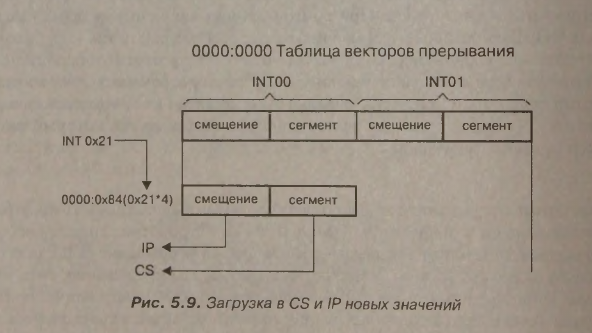 0000:0000 Таблица векторов прерывания
INT00 INT01
смещение сегмент смещение сегмент
INT 0x21
0000:0x84(0x21*4) смещение сегмент
IP
CS
Рис. 5.9. Загрузка в CS и IP новых значений